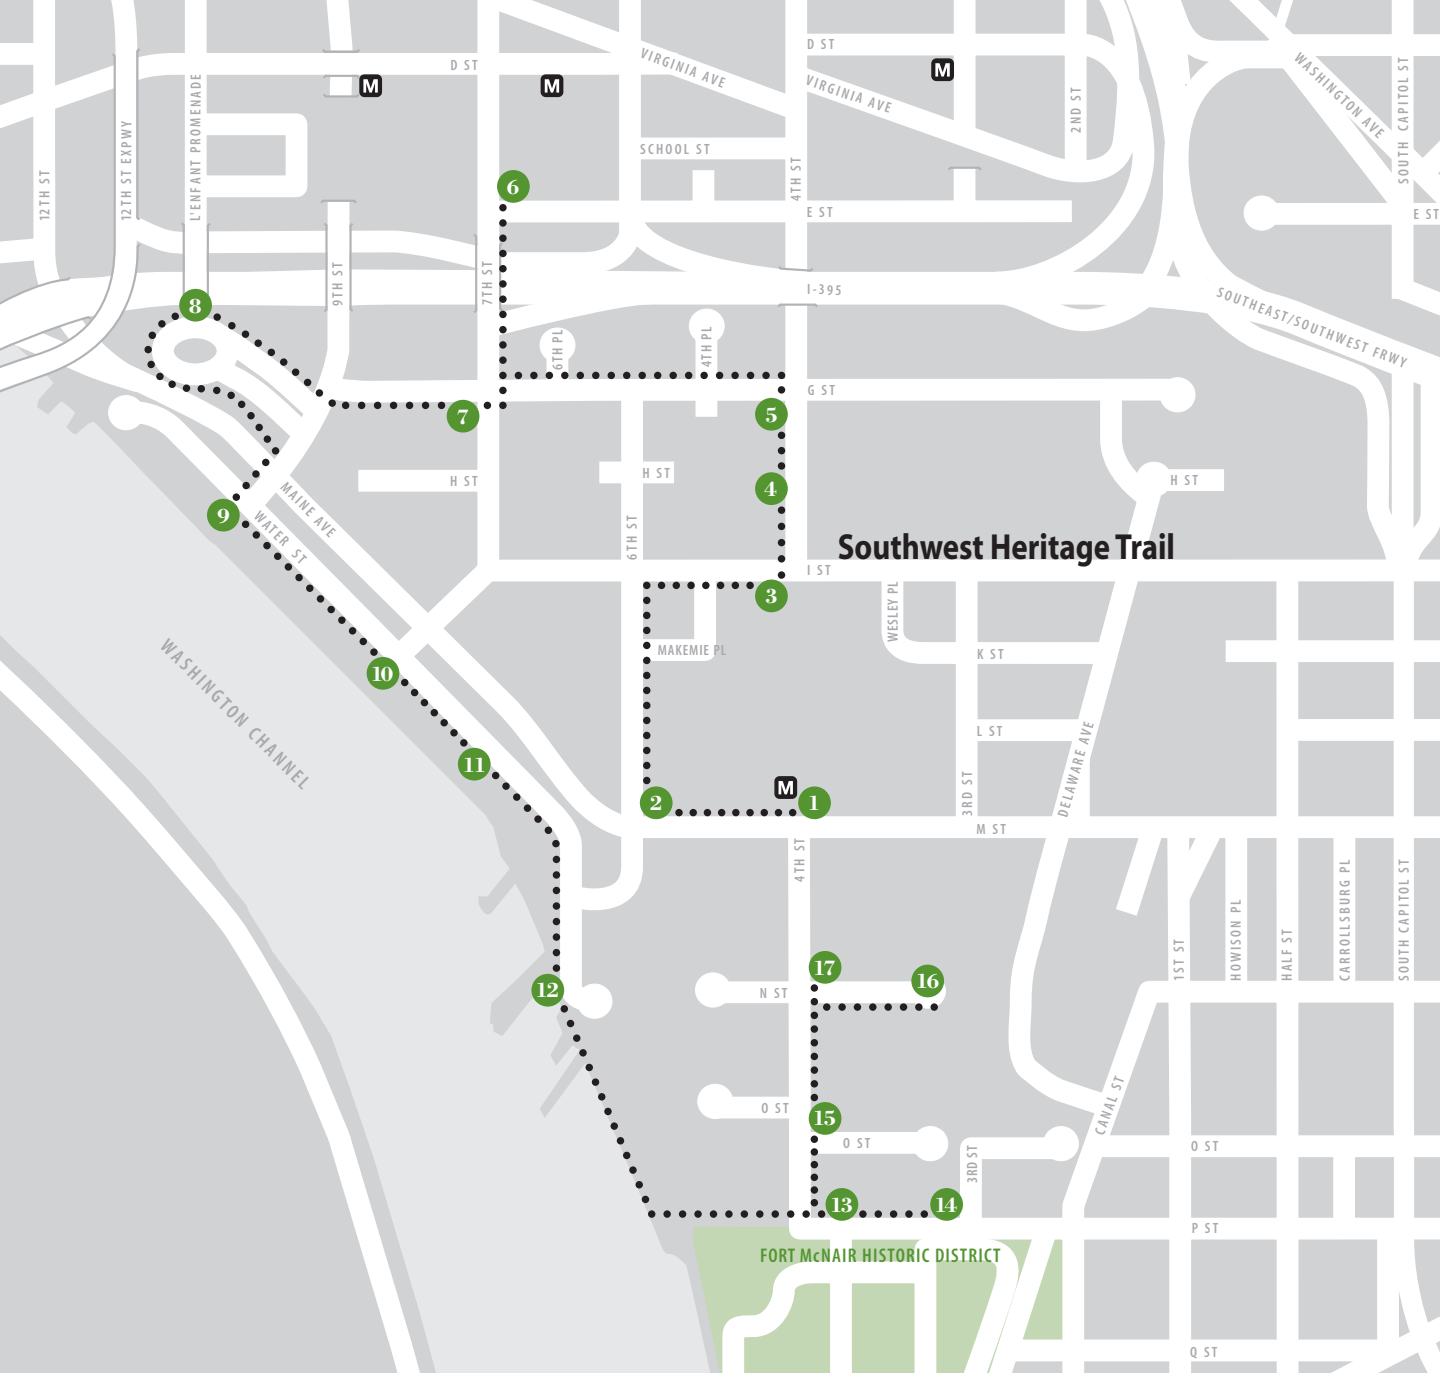 D ST
VIRGINIA AVE
D ST
VIRGINIA AVE
M
M
M
2ND ST
WASHINGTON AVE
SOUTH CAPITOL ST
12TH ST
12TH ST EXPWY
L'ENFANT PROMENADE
SCHOOL ST
4TH ST
6
E ST
E ST
9TH ST
7TH ST
I-395
SOUTHEAST/SOUTHWEST FRWY
8
6TH PL
4TH PL
G ST
7
5
H ST
H ST
4
H ST
MAINE AVE
WATER ST
9
6TH ST
Southwest Heritage Trail
I ST
3
WESLEY PL
MAKEMIE PL
K ST
WASHINGTON CHANNEL
10
L ST
DELAWARE AVE
3RD ST
11
M
2
1
M ST
4TH ST
1ST ST
HOWISON PL
HALF ST
CARROLLSBURG PL
SOUTH CAPITOL ST
17
16
N ST
12
O ST
15
O ST
3RD ST
CANAL ST
O ST
13
14
P ST
FORT McNAIR HISTORIC DISTRICT
Q ST